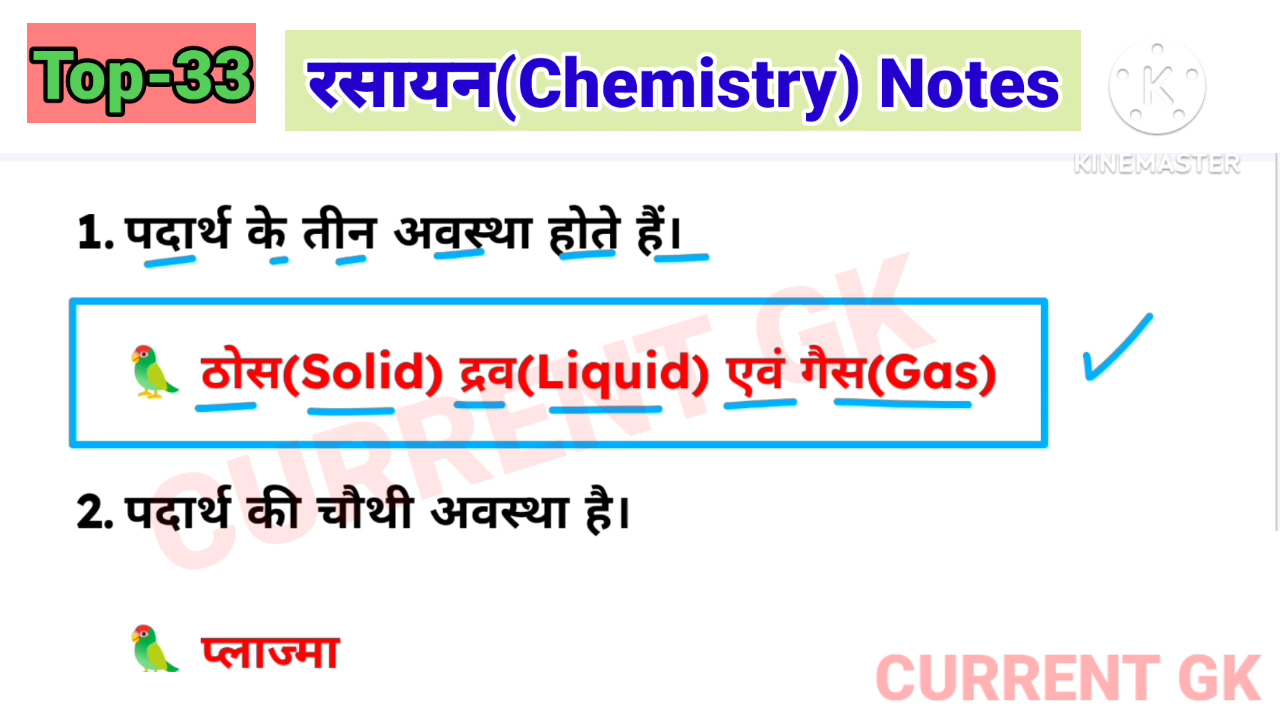 Top-33
रसायन(Chemistry) Notes
KINEMASTER
1. पदार्थ के तीन अवस्था होते हैं।
ठोस(Solid) द्रव(Liquid) एवं गैस(Gas)
CURRENT GK
2. पदार्थ की चौथी अवस्था है।
प्लाज्मा
CURRENT GK